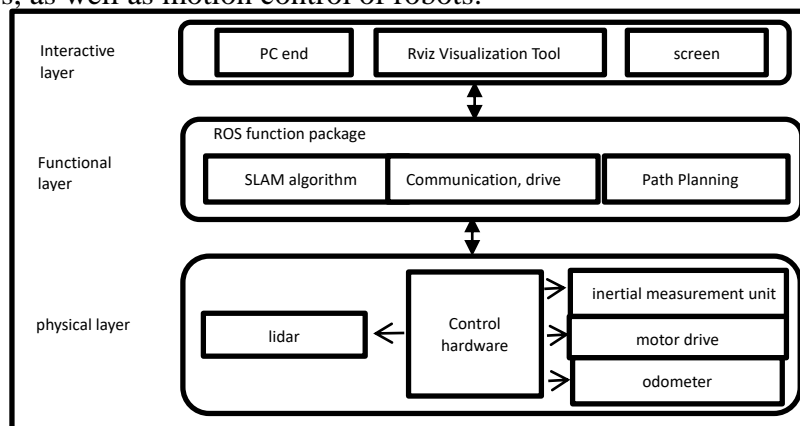 s, as well as motion control of robots.
Interactive
layer
PC end
Rviz Visualization Tool
screen
ROS function package
Functional
layer
SLAM algorithm
Communication, drive
Path Planning
physical layer
lidar
Control
hardware
inertial measurement unit
motor drive
odometer